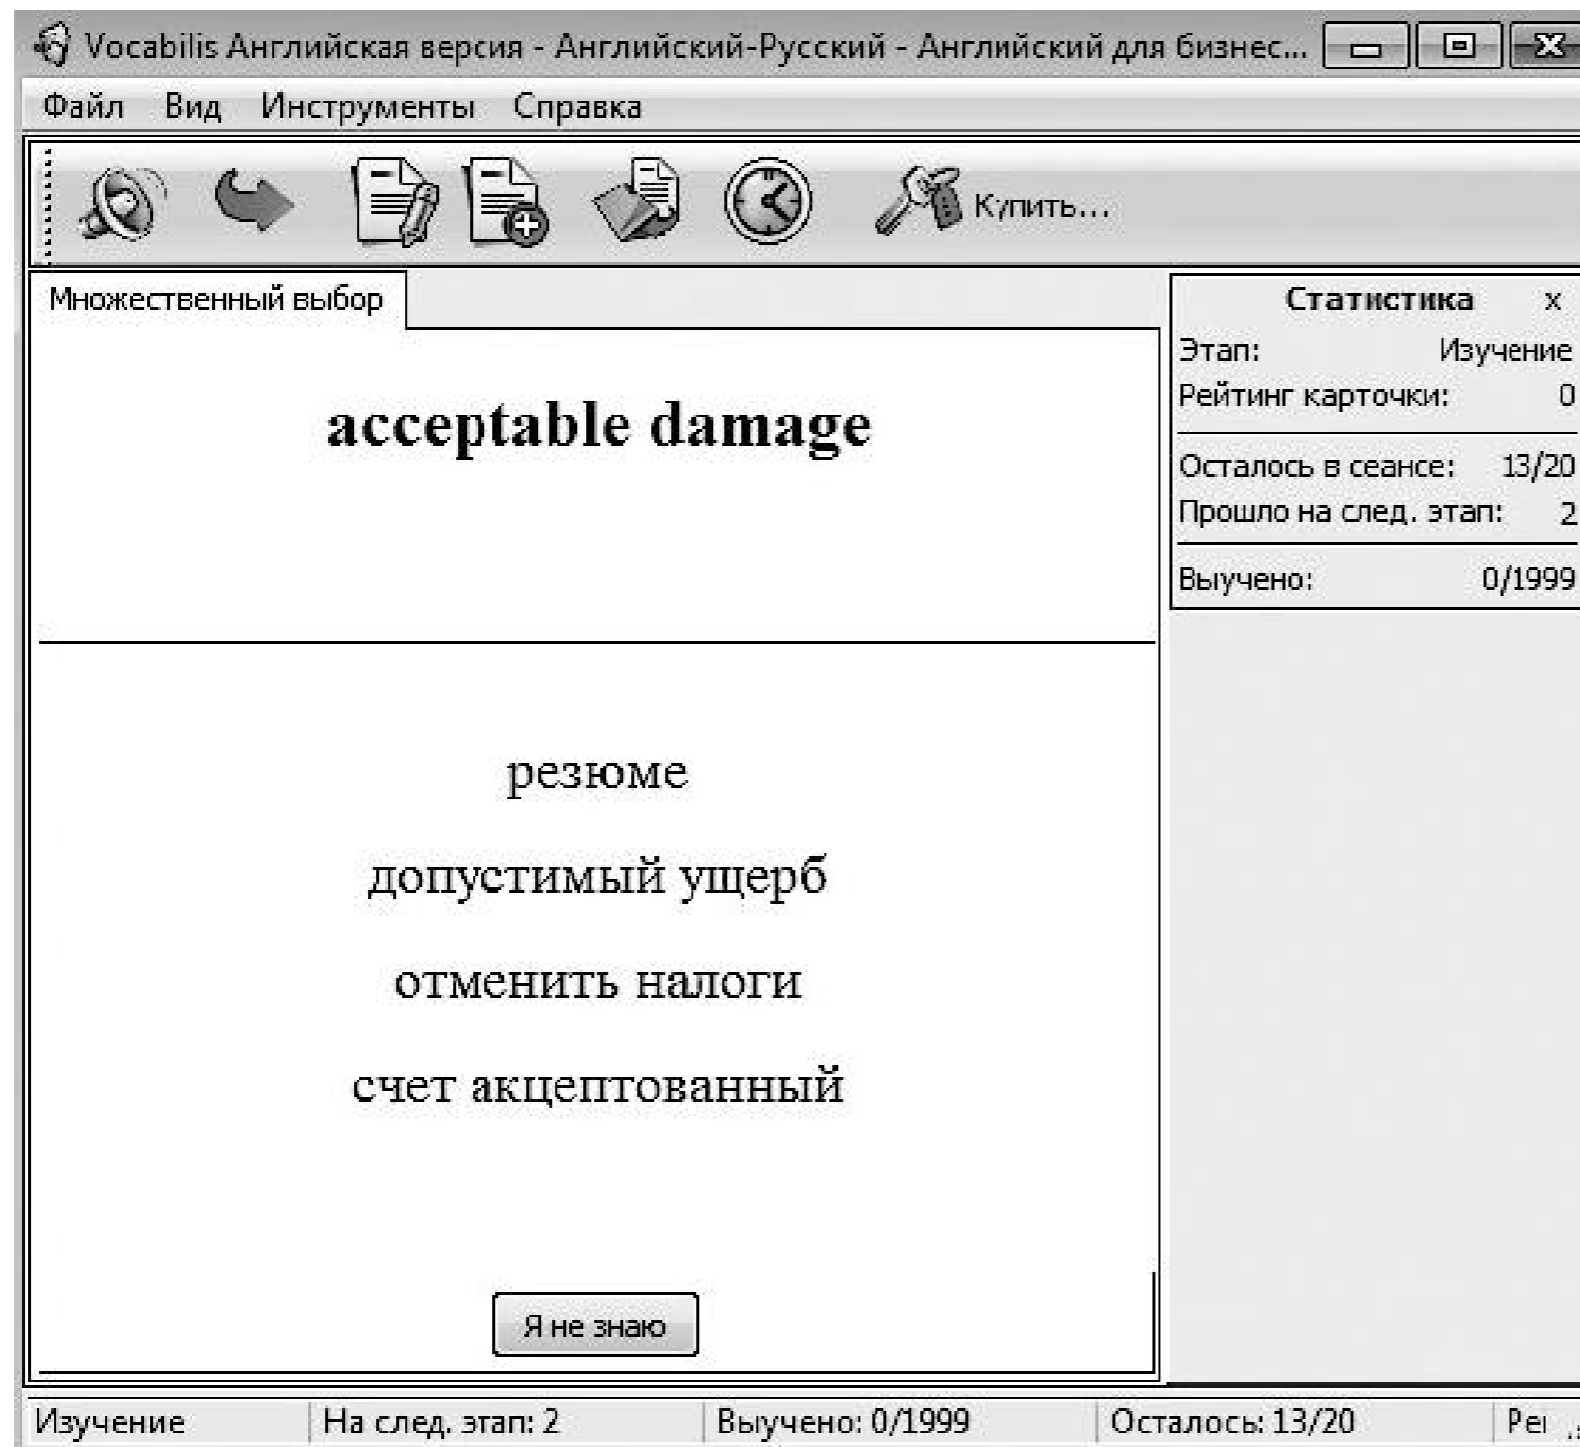 Vocabilis Английская версия - Английский-Русский - Английский для бизнес...
Файл Вид Инструменты Справка
Купить...
Множественный выбор
acceptable damage
резюме
допустимый ущерб
отменить налоги
счет акцептованный
Я не знаю
Статистика x
Этап: Изучение
Рейтинг карточки: 0
Осталось в сеансе: 13/20
Прошло на след. этап: 2
Выучено: 0/1999
Изучение На след. этап: 2 Выучено: 0/1999 Осталось: 13/20